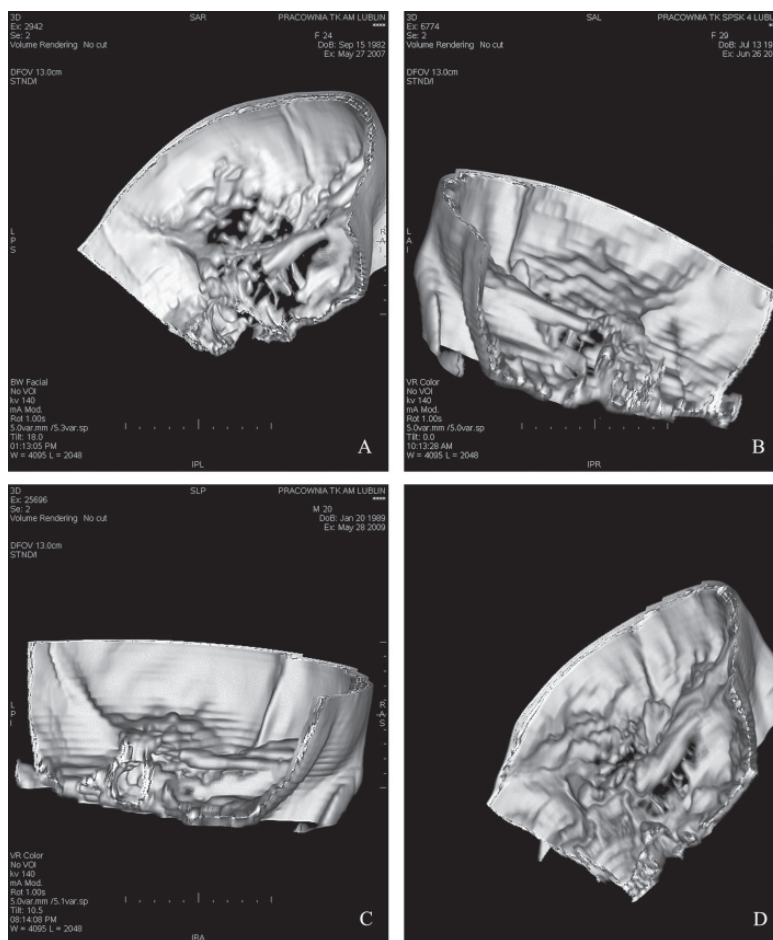 3D
Ex: 2942
Se: 2
Volume Rendering No cut
DFOV 13.0cm
STND/I
SAR
PRACOWNIA TK.AM LUBLIN
****
F 24
DoB: Sep 15 1982
Ex: May 27 2007
L
P
S
R
A
I
BW Facial
No VOI
kv 140
mA Mod.
Rot 1.00s
5.0var.mm /5.3var.sp
Tilt: 18.0
01:13:05 PM
W = 4095 L = 2048
IPL
A
3D
Ex: 6774
Se: 2
Volume Rendering No cut
DFOV 13.0cm
STND/I
SAL
PRACOWNIA TK SPSK 4 LUBL
*
F 29
DoB: Jul 13 19
Ex: Jun 26 20
L
A
I
VR Color
No VOI
kv 140
mA Mod.
Rot 1.00s
5.0var.mm /5.0var.sp
Tilt: 0.0
10:13:28 AM
W = 4095 L = 2048
IPR
B
3D
Ex: 25696
Se: 2
Volume Rendering No cut
DFOV 13.0cm
STND/I
SLP
PRACOWNIA TK.AM LUBLIN
****
M 20
DoB: Jan 20 1989
Ex: May 28 2009
L
P
I
R
A
S
VR Color
No VOI
kv 140
mA Mod.
Rot 1.00s
5.0var.mm /5.1var.sp
Tilt: 10.5
08:14:08 PM
W = 4095 L = 2048
IRA
C
D